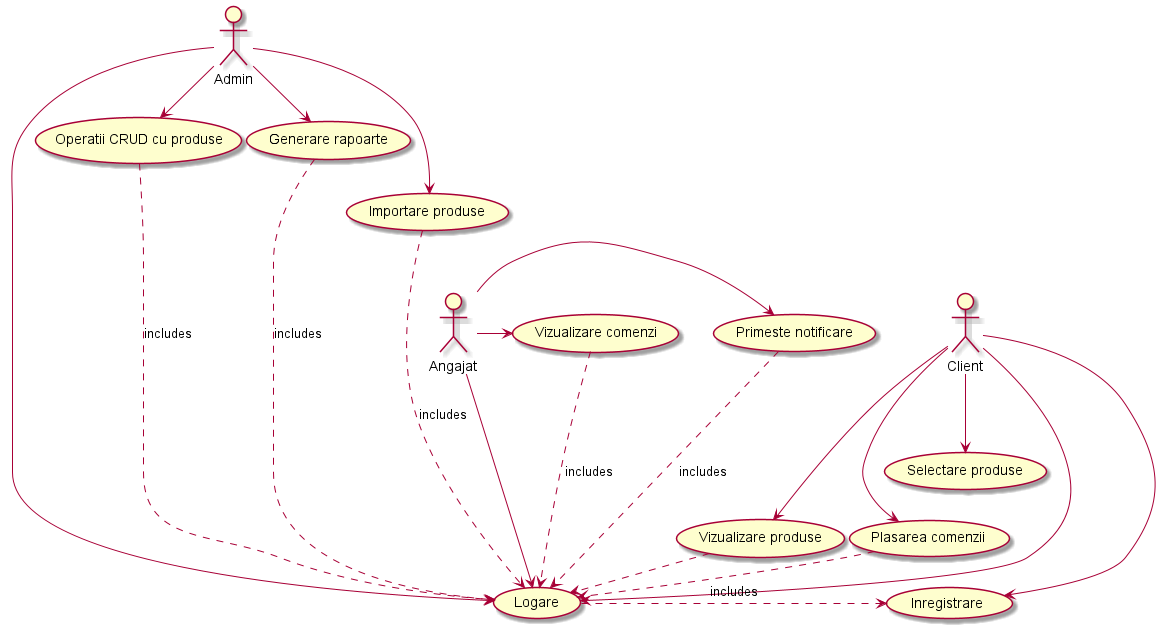 Admin
Operatii CRUD cu produse
Generare rapoarte
Importare produse
includes
includes
Angajat
Vizualizare comenzi
Primeste notificare
Client
includes
includes
includes
Selectare produse
Vizualizare produse
Plasarea comenzii
includes
Logare
Inregistrare